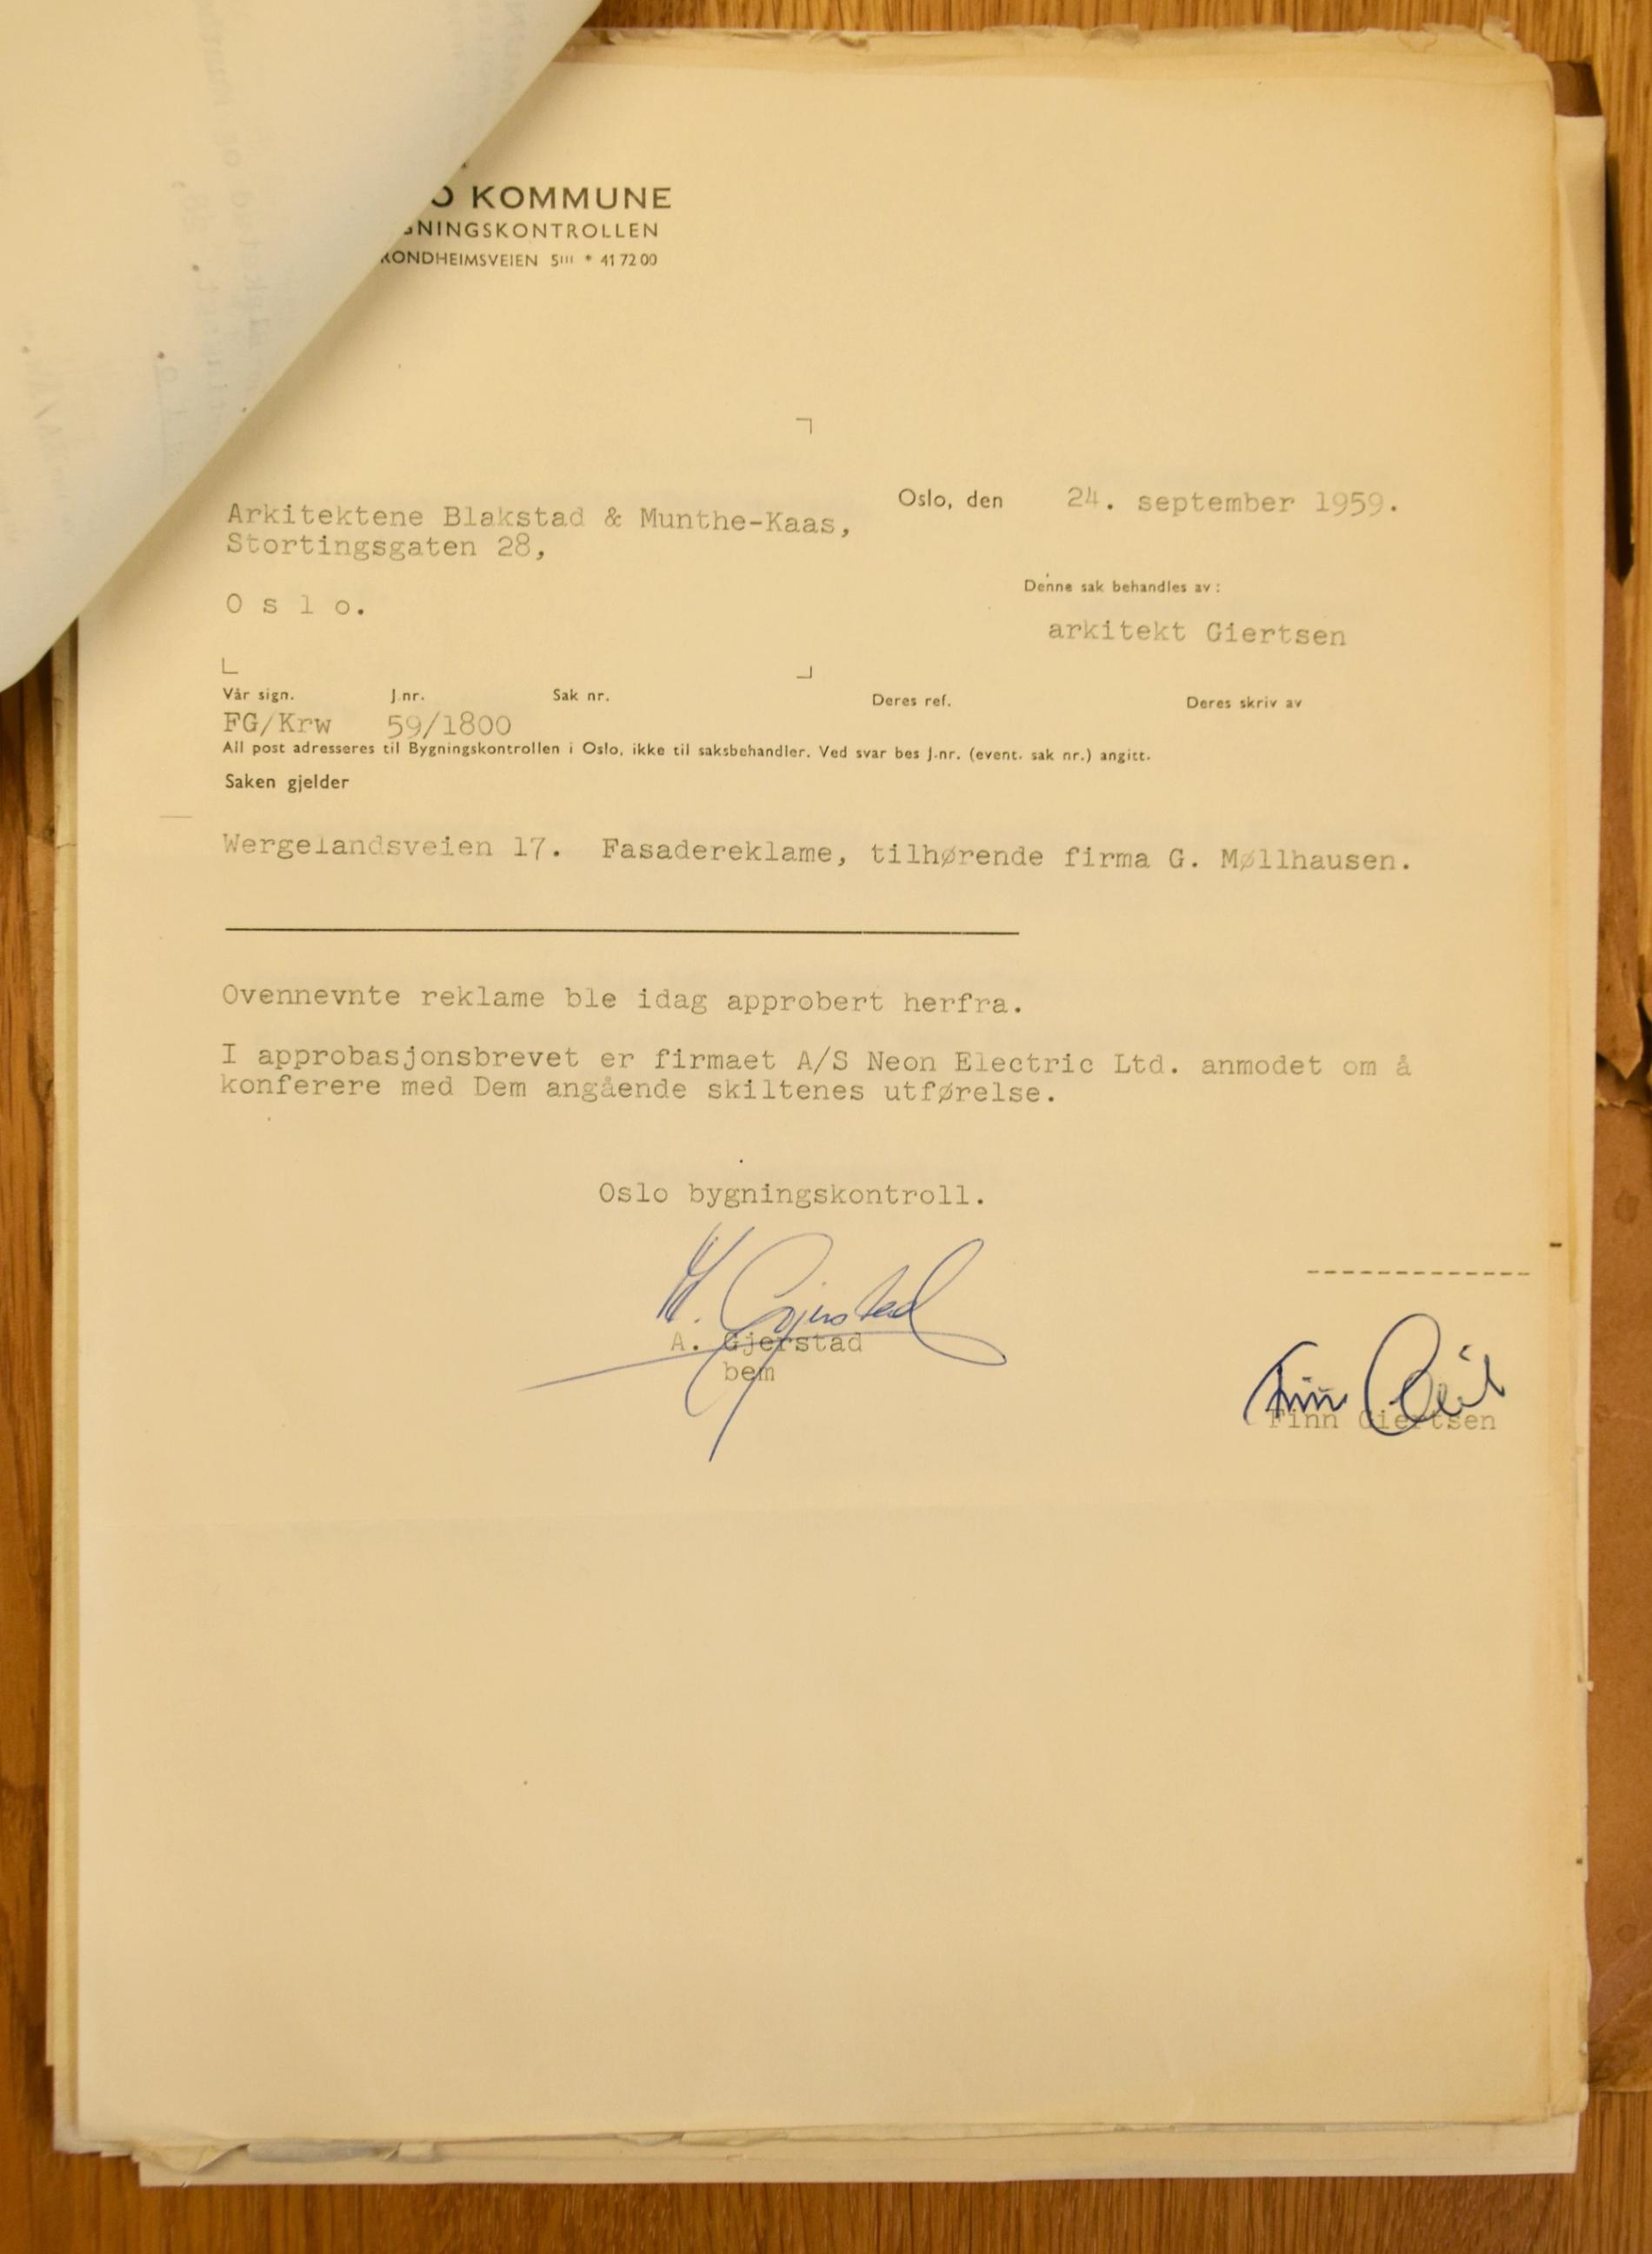 O KOMMUNE
GNINGSKONTROLLEN
RONDHEIMSVEIEN 5III * 41 72 00
Oslo, den 24. september 1959.
Arkitektene Blakstad & Munthe-Kaas,
Stortingsgaten 28,
O s l o.
Denne sak behandles av:
arkitekt Giertsen
Vår sign. J.nr. Sak nr. Deres ref. Deres skriv av
FG/Krw 59/1800
All post adresseres til Bygningskontrollen i Oslo, ikke til saksbehandler. Ved svar bes J.nr. (event. sak nr.) angitt.
Saken gjelder
Wergelandsveien 17. Fasadereklame, tilhørende firma G. Møllhausen.
Ovennevnte reklame ble idag approbert herfra.
I approbasjonsbrevet er firmaet A/S Neon Electric Ltd. anmodet om å
konferere med Dem angående skiltenes utførelse.
Oslo bygningskontroll.
-------------
A. Gjerstad
bem
Finn Giertsen